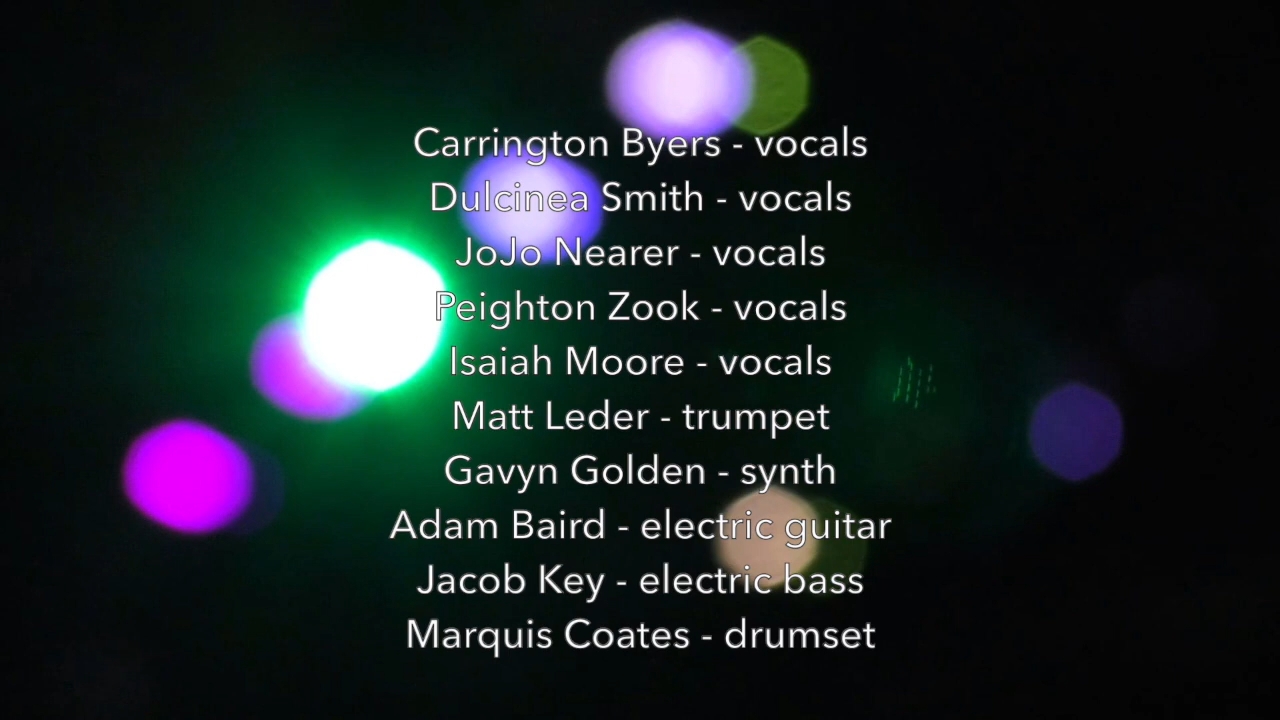 Carrington Byers - vocals
Dulcinea Smith - vocals
JoJo Nearer - vocals
Peighton Zook - vocals
Isaiah Moore - vocals
Matt Leder - trumpet
Gavyn Golden - synth
Adam Baird - electric guitar
Jacob Key - electric bass
Marquis Coates - drumset